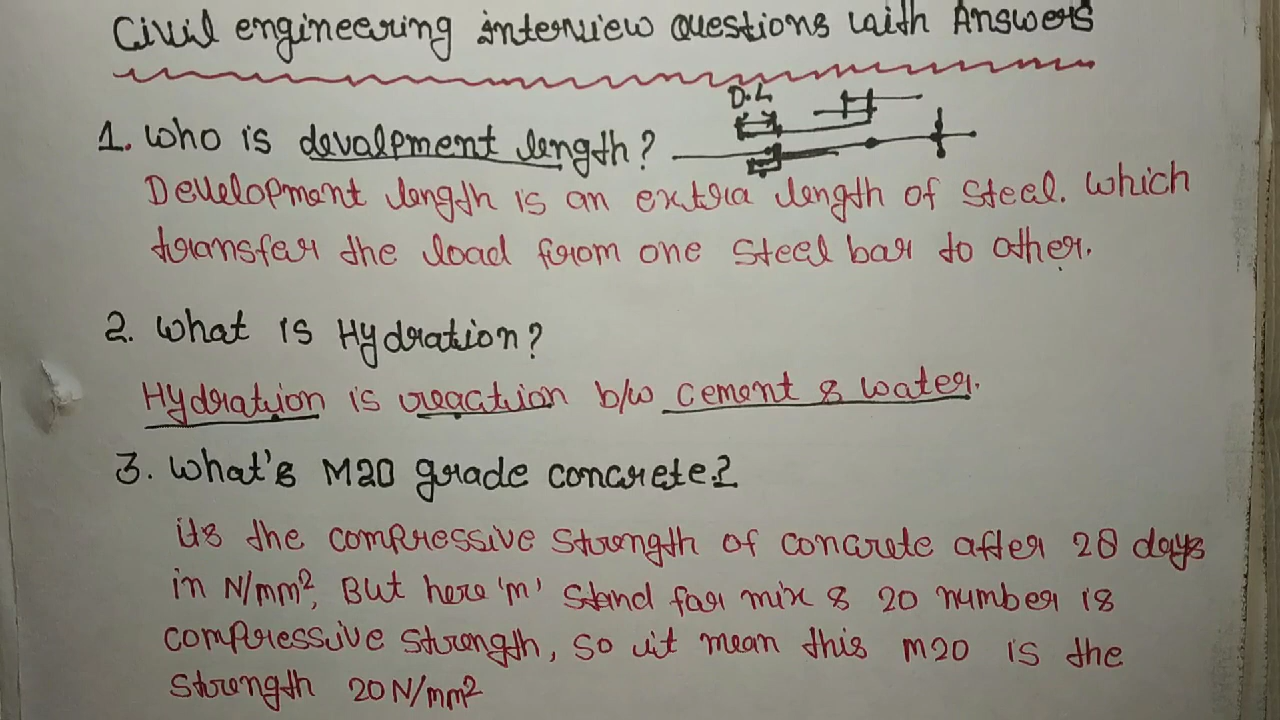 Civil engineering interview Questions with Answers
D.L
1. Who is devalpment length?
Development length is an extra length of steel. which
transfer the load from one steel bar to other.
2. What is Hydration?
Hydration is reaction b/w cement & water.
3. What's M20 grade concrete?
its the compressive strength of concrete after 28 days
in N/mm², But here 'm' stand for mix & 20 number is
compressive strength, so it mean this M20 is the
strength 20N/mm²